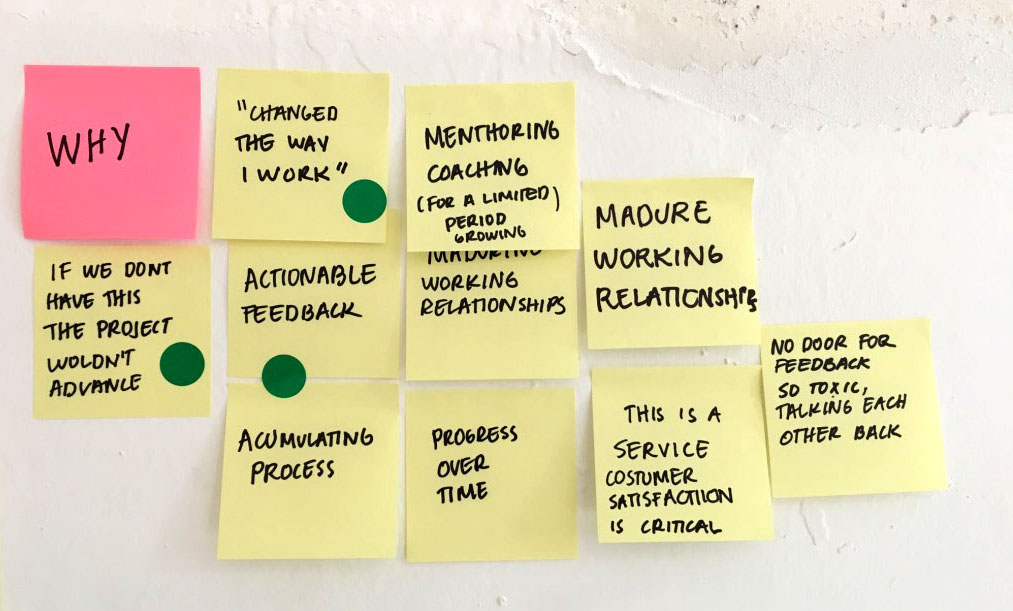 WHY
"CHANGED
THE WAY
I WORK"
MENTHORING
COACHING
(FOR A LIMITED)
PERIOD
GROWING
MADURE
WORKING
RELATIONSHIPS
IF WE DONT
HAVE THIS
THE PROJECT
WOLDN'T
ADVANCE
ACTIONABLE
FEEDBACK
WORKING
RELATIONSHIPS
NO DOOR FOR
FEEDBACK
SO TOXIC,
TALKING EACH
OTHER BACK
ACUMULATING
PROCESS
PROGRESS
OVER
TIME
THIS IS A
SERVICE
COSTUMER
SATISFACTION
IS CRITICAL